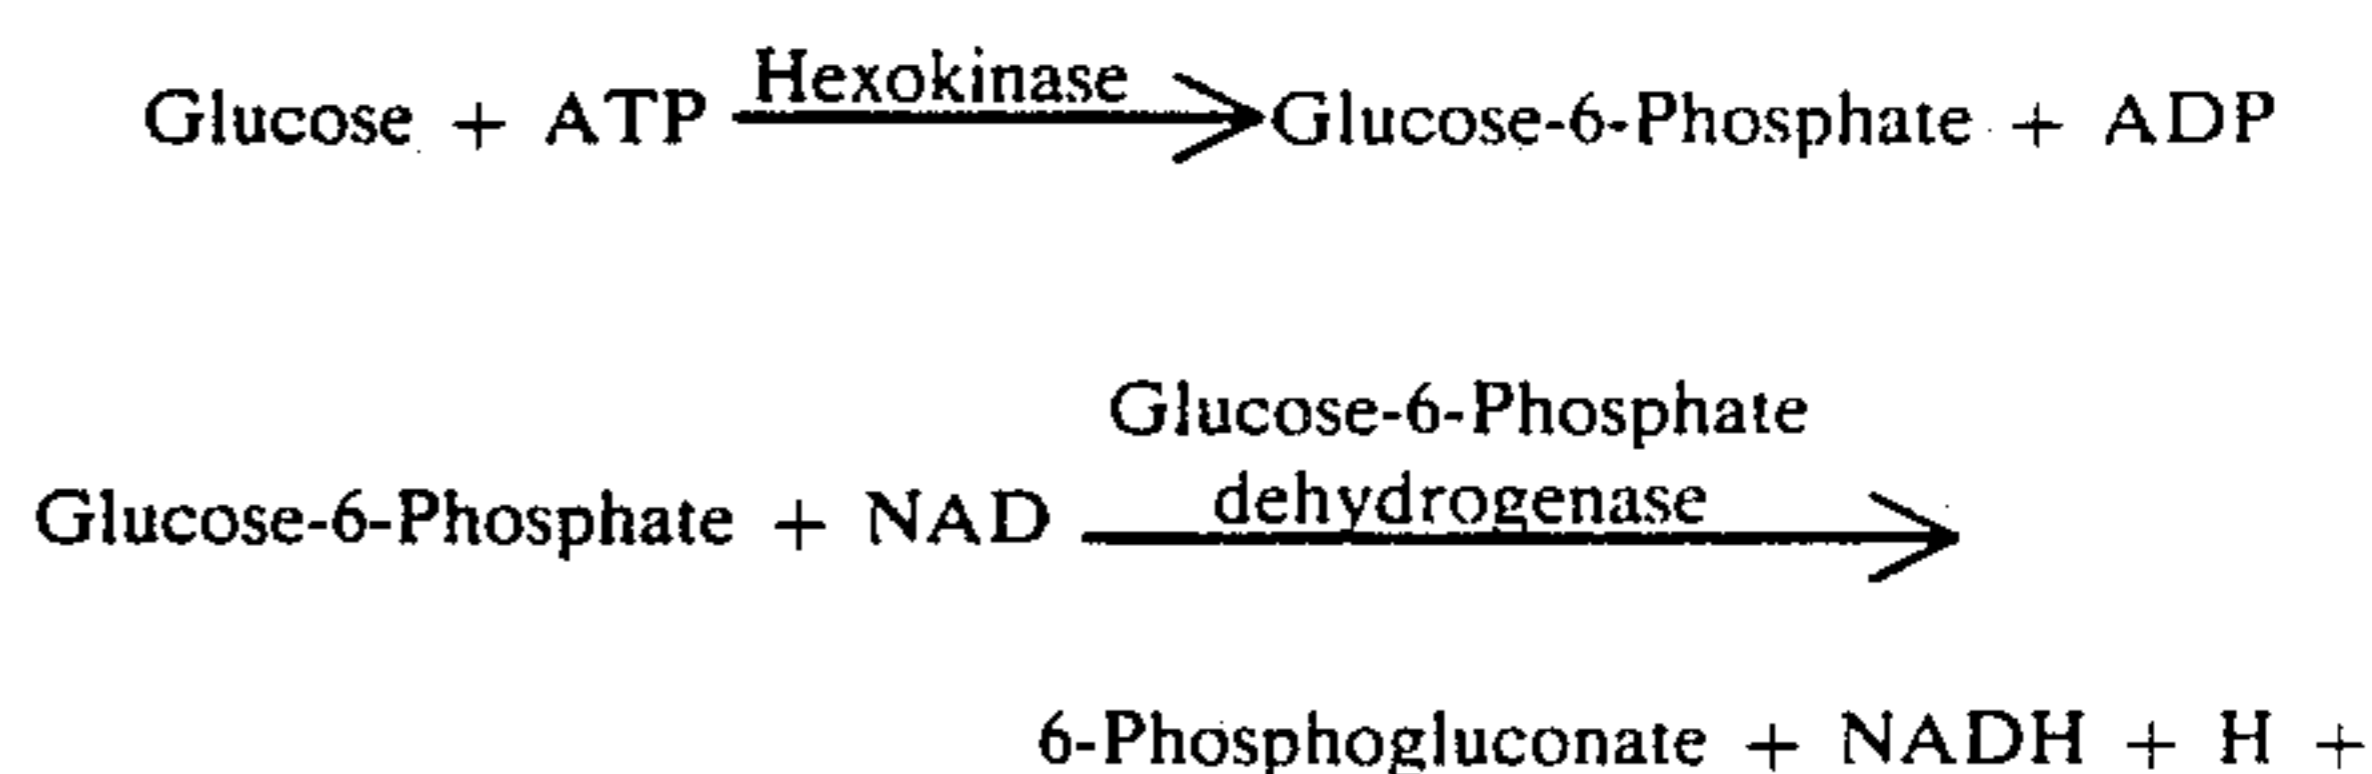 Hexokinase
Glucose + ATP ⟶ Glucose-6-Phosphate + ADP
Glucose-6-Phosphate
dehydrogenase
Glucose-6-Phosphate + NAD ⟶
6-Phosphogluconate + NADH + H +